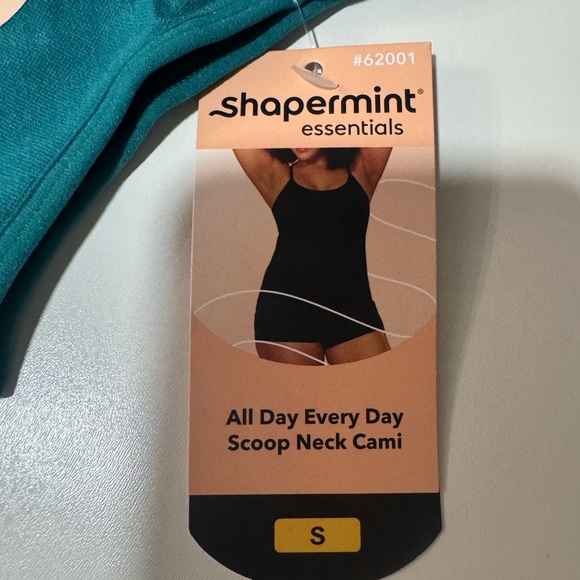 #62001
shapermint®
essentials
All Day Every Day
Scoop Neck Cami
S